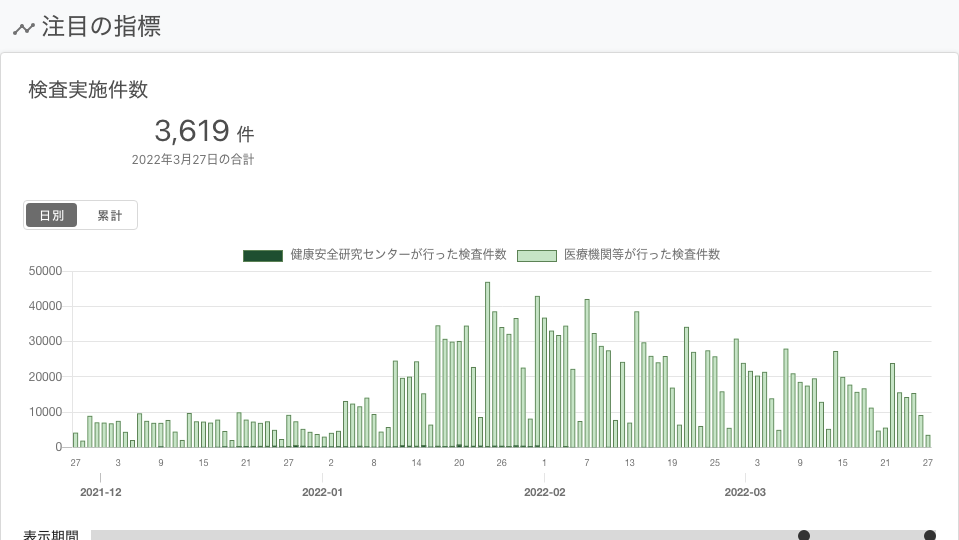 注目の指標
検査実施件数
3,619 件
2022年3月27日の合計
日別 累計
健康安全研究センターが行った検査件数 医療機関等が行った検査件数
50000
40000
30000
20000
10000
0
27 3 9 15 21 27 2 8 14 20 26 1 7 13 19 25 3 9 15 21 27
2021-12 2022-01 2022-02 2022-03
表示期間